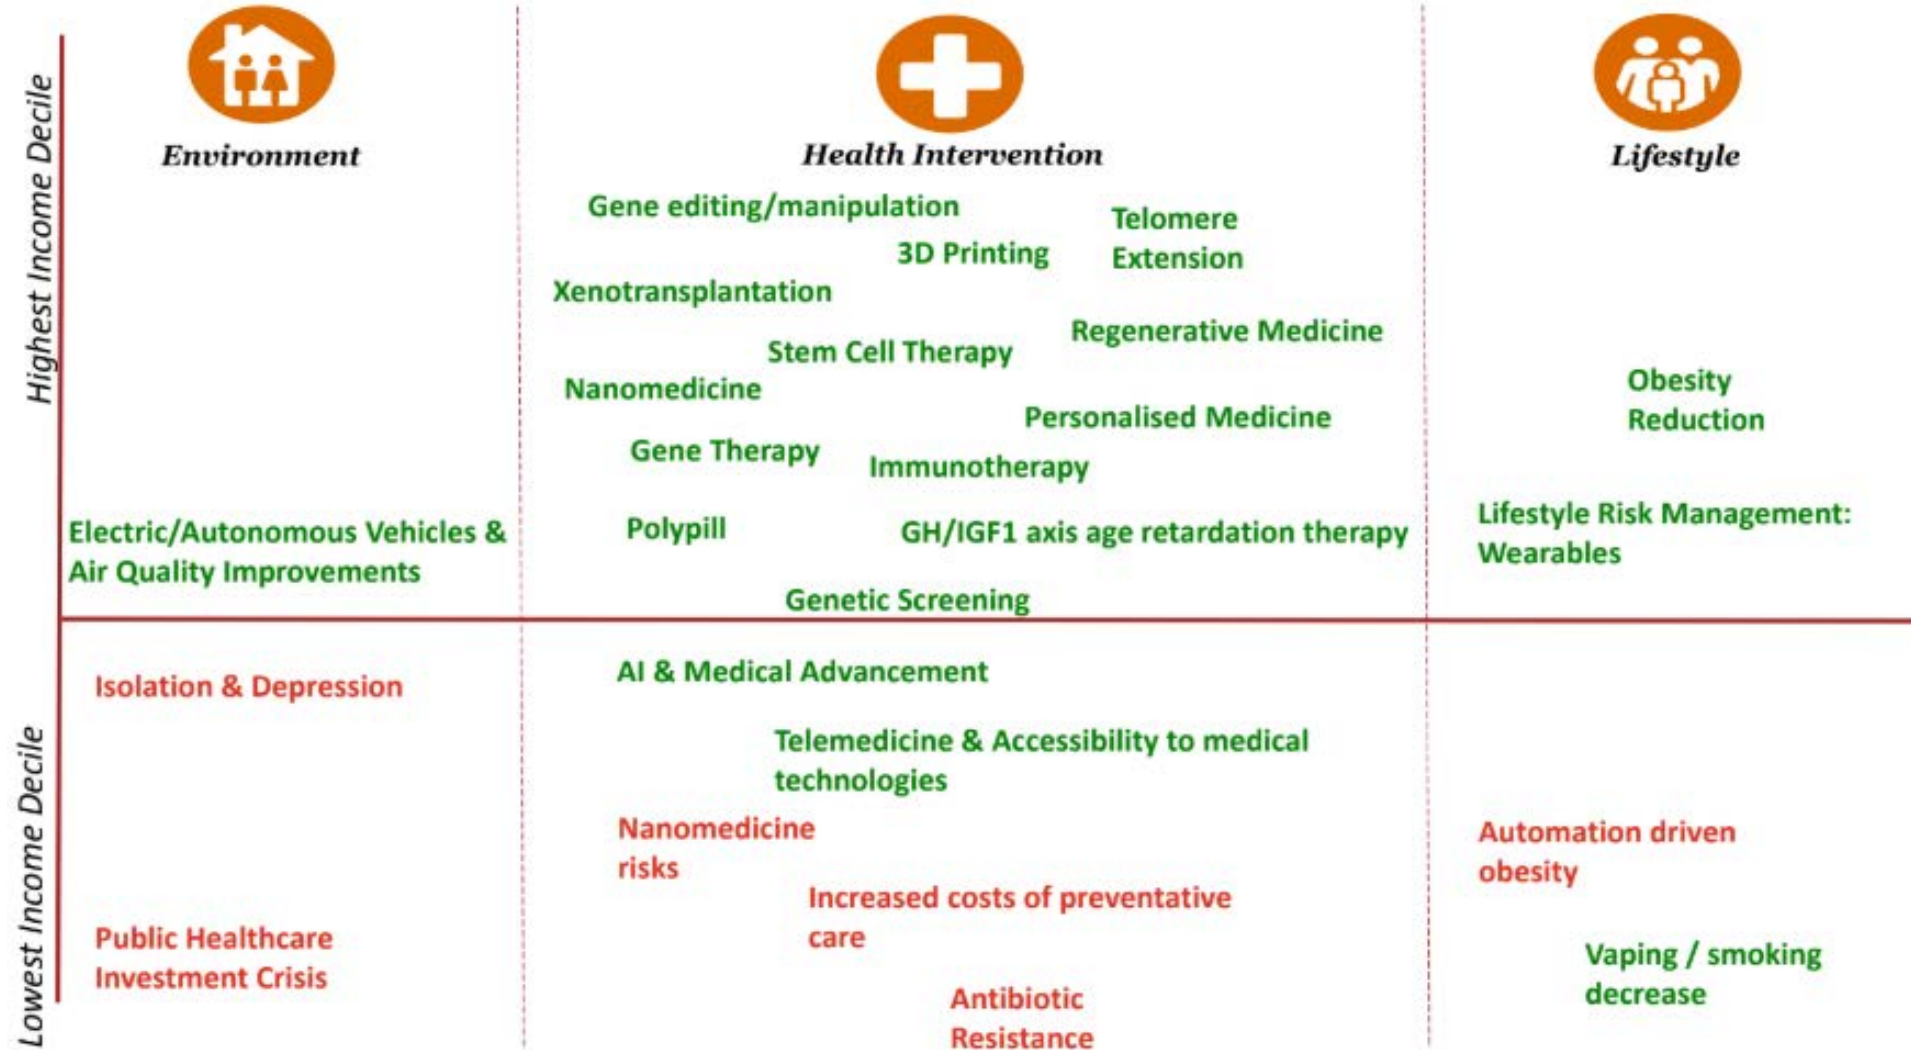 Highest Income Decile
Environment
Health Intervention
Lifestyle
Gene editing/manipulation
Telomere
Extension
3D Printing
Xenotransplantation
Regenerative Medicine
Stem Cell Therapy
Nanomedicine
Personalised Medicine
Gene Therapy
Immunotherapy
Obesity
Reduction
Electric/Autonomous Vehicles &
Air Quality Improvements
Polypill
GH/IGF1 axis age retardation therapy
Lifestyle Risk Management:
Wearables
Genetic Screening
Lowest Income Decile
Isolation & Depression
AI & Medical Advancement
Telemedicine & Accessibility to medical
technologies
Nanomedicine
risks
Automation driven
obesity
Increased costs of preventative
care
Public Healthcare
Investment Crisis
Vaping / smoking
decrease
Antibiotic
Resistance